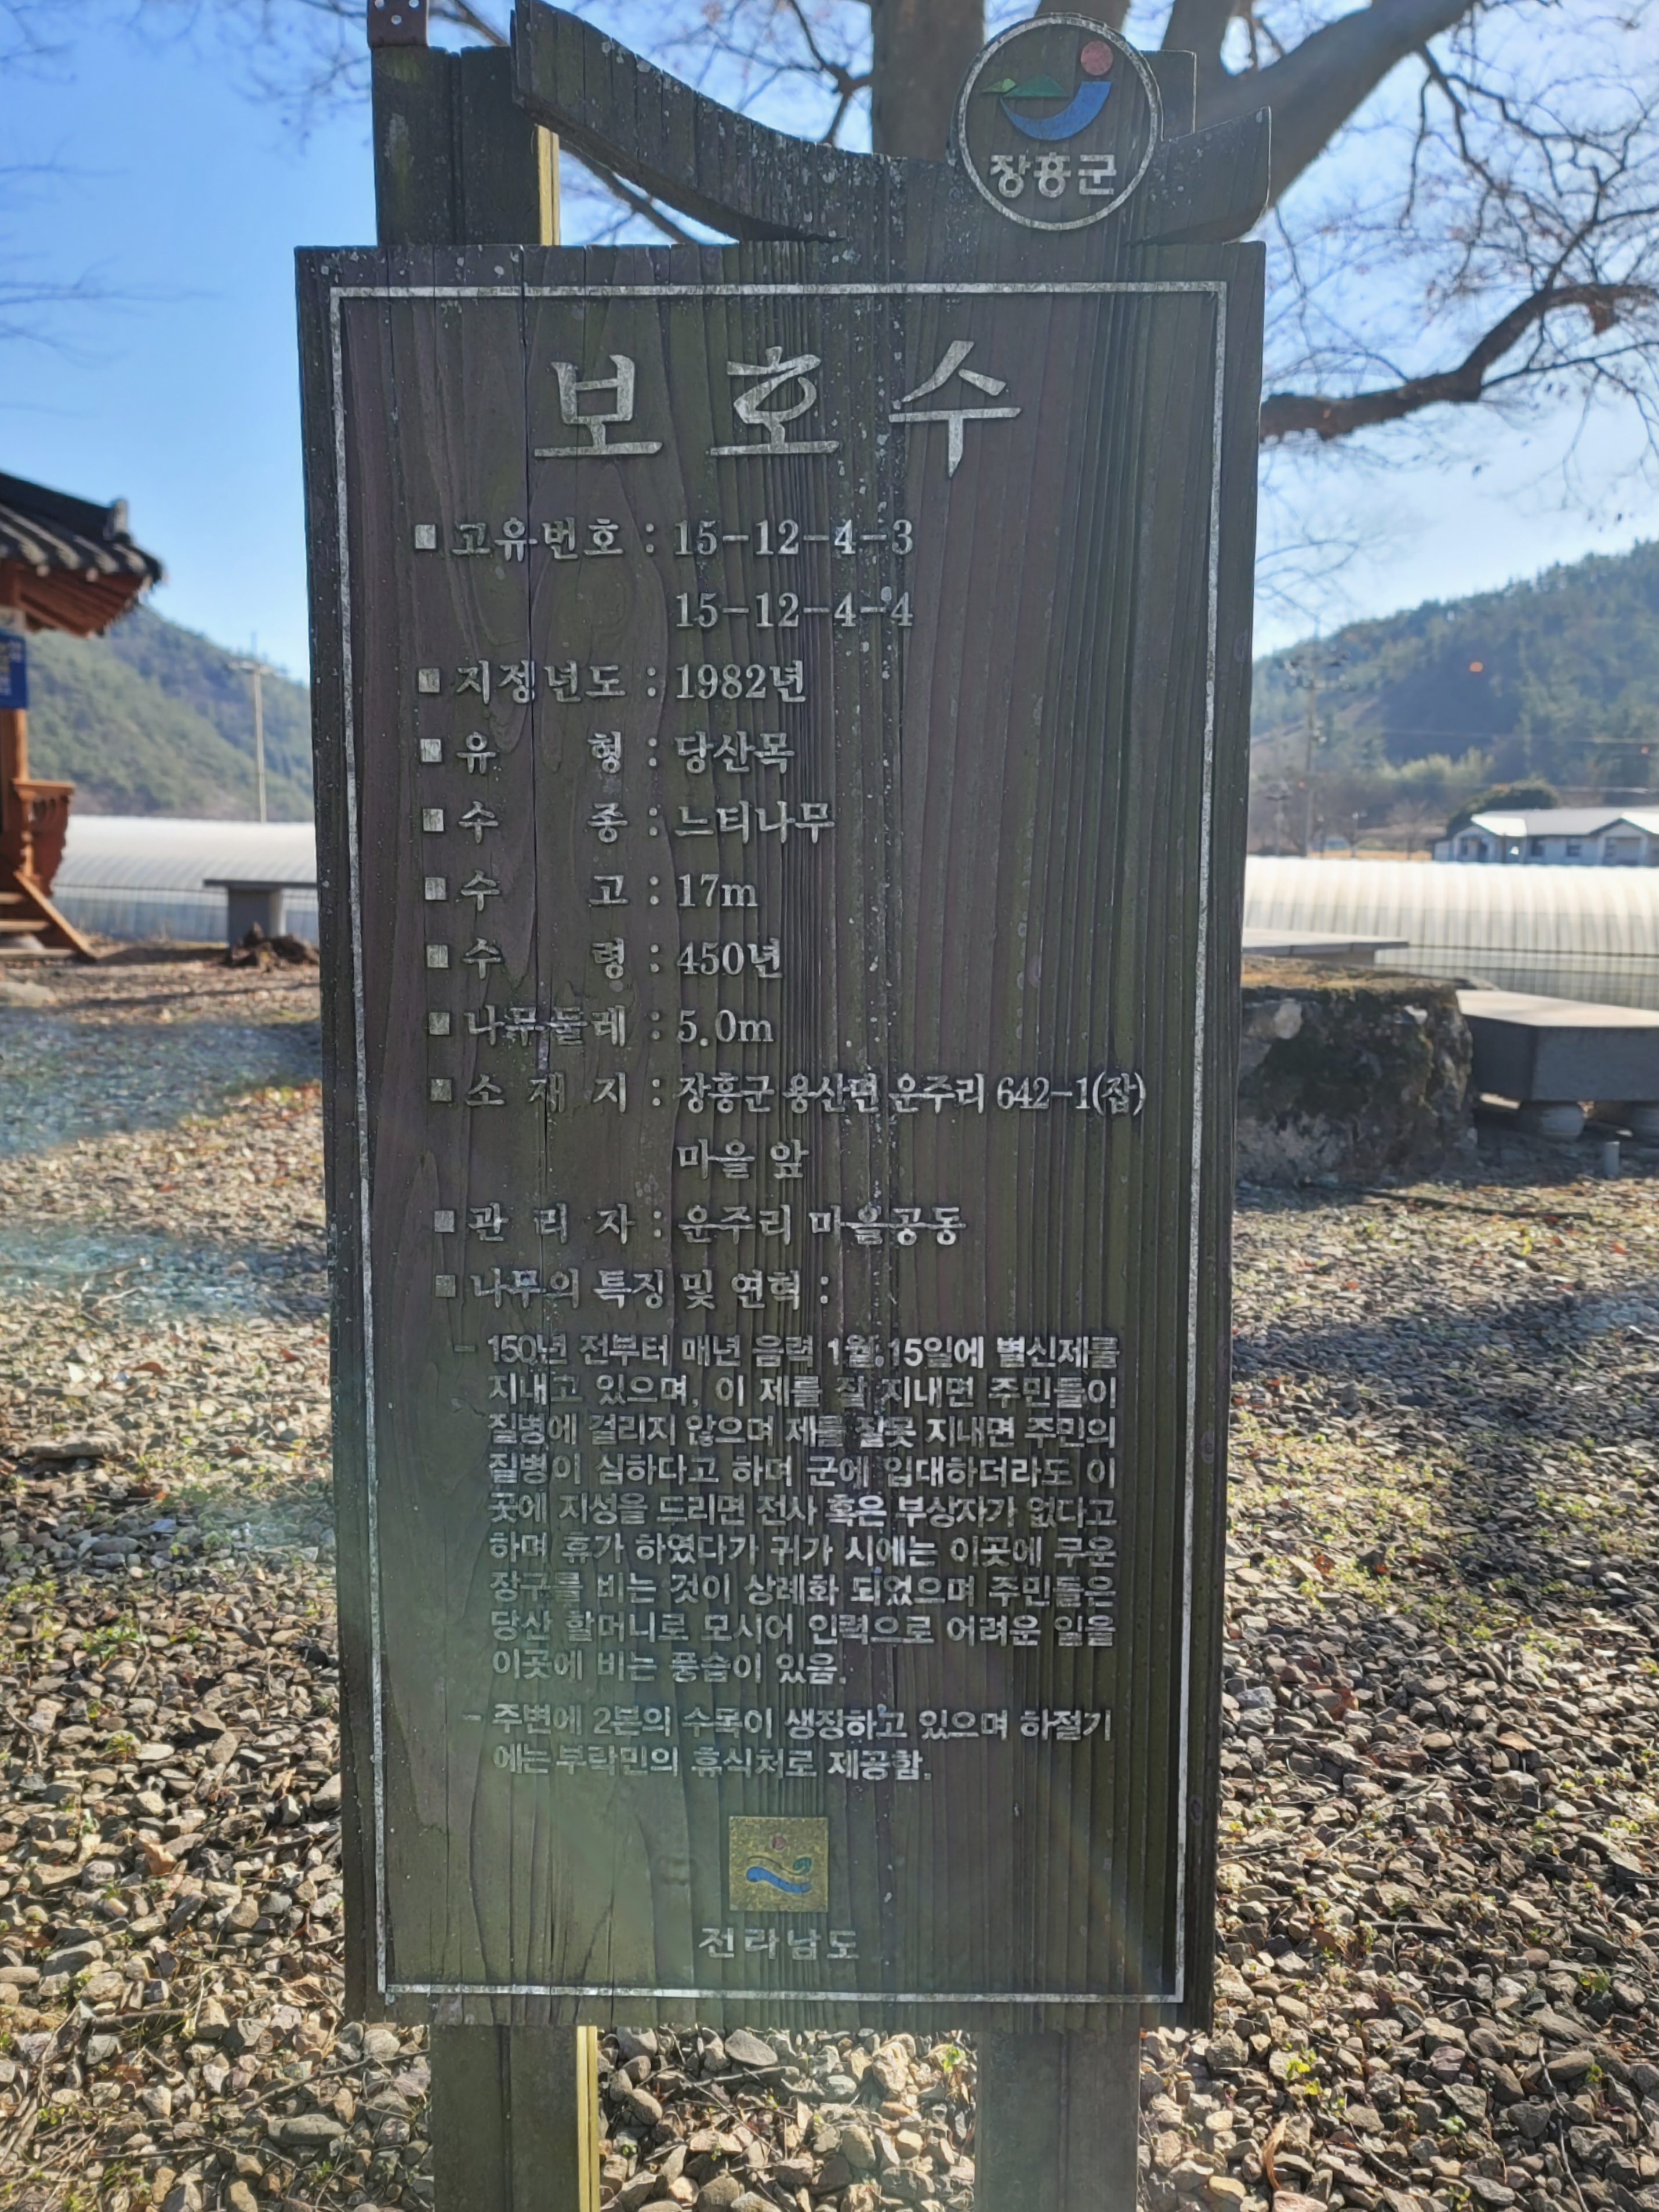 장흥군
보호수
■ 고유번호 : 15-12-4-3
15-12-4-4
■ 지정년도 : 1982년
■ 유 형 : 당산목
■ 수 종 : 느티나무
■ 수 고 : 17m
■ 수 령 : 450년
■ 나무둘레 : 5.0m
■ 소 재 지 : 장흥군 용산면 운주리 642-1(잡)
마을 앞
■ 관 리 자 : 운주리 마을공동
■ 나무의 특징 및 연혁 :
- 150년 전부터 매년 음력 1월.15일에 별신제를
지내고 있으며, 이 제를 잘 지내면 주민들이
질병에 걸리지 않으며 제를 잘못 지내면 주민의
질병이 심하다고 하며 군에 입대하더라도 이
곳에 지성을 드리면 전사 혹은 부상자가 없다고
하며 휴가 하였다가 귀가 시에는 이곳에 무운
장구를 비는 것이 상례화 되었으며 주민들은
당산 할머니로 모시어 인력으로 어려운 일을
이곳에 비는 풍습이 있음.
- 주변에 2본의 수목이 생장하고 있으며 하절기
에는 부락민의 휴식처로 제공함.
전라남도